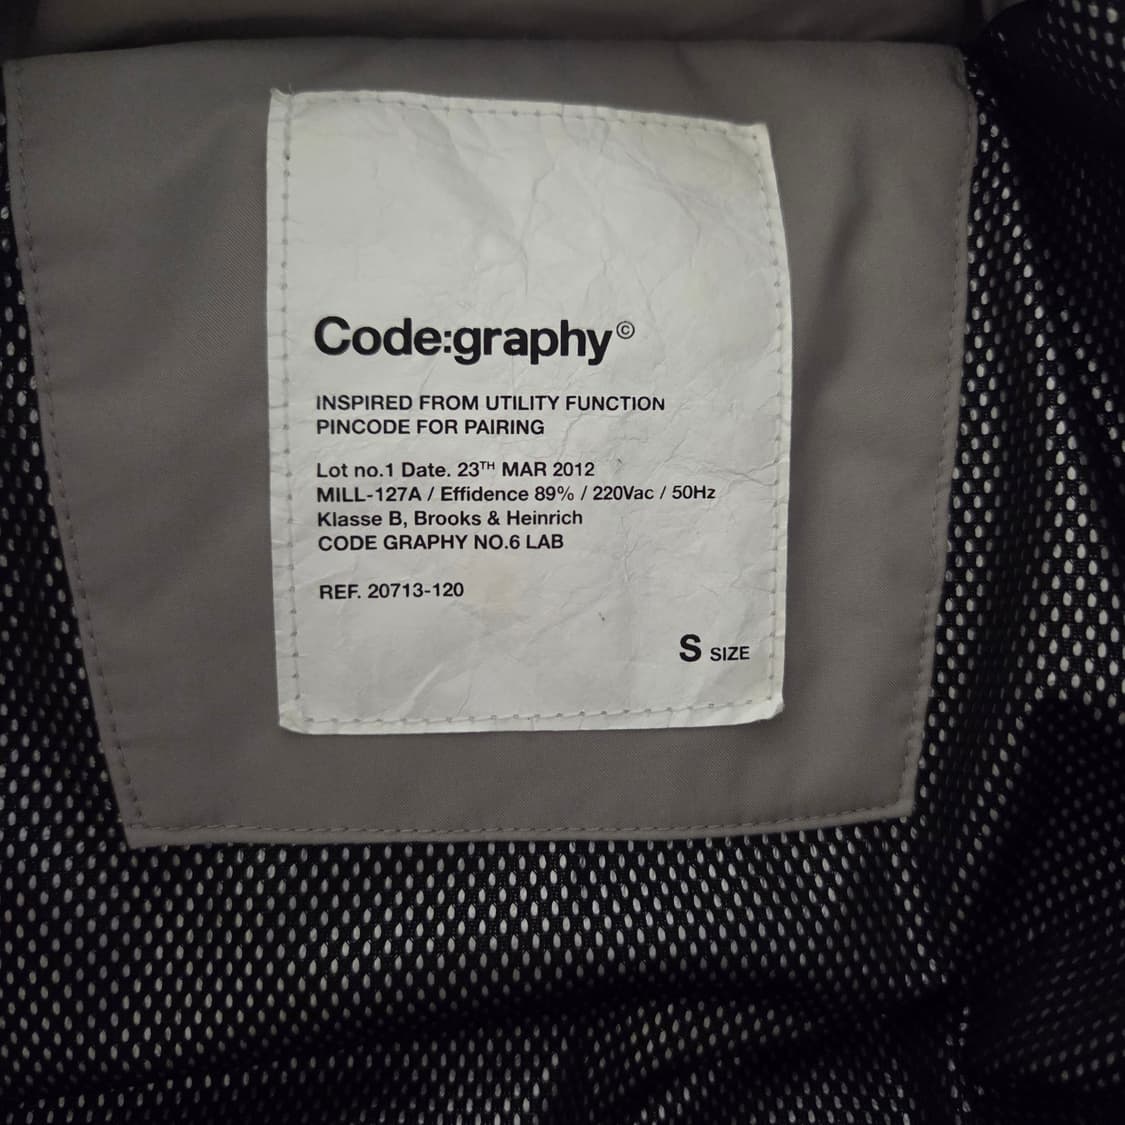 Code:graphy©
INSPIRED FROM UTILITY FUNCTION
PINCODE FOR PAIRING
Lot no.1 Date. 23TH MAR 2012
MILL-127A / Effidence 89% / 220Vac / 50Hz
Klasse B, Brooks & Heinrich
CODE GRAPHY NO.6 LAB
REF. 20713-120
S SIZE